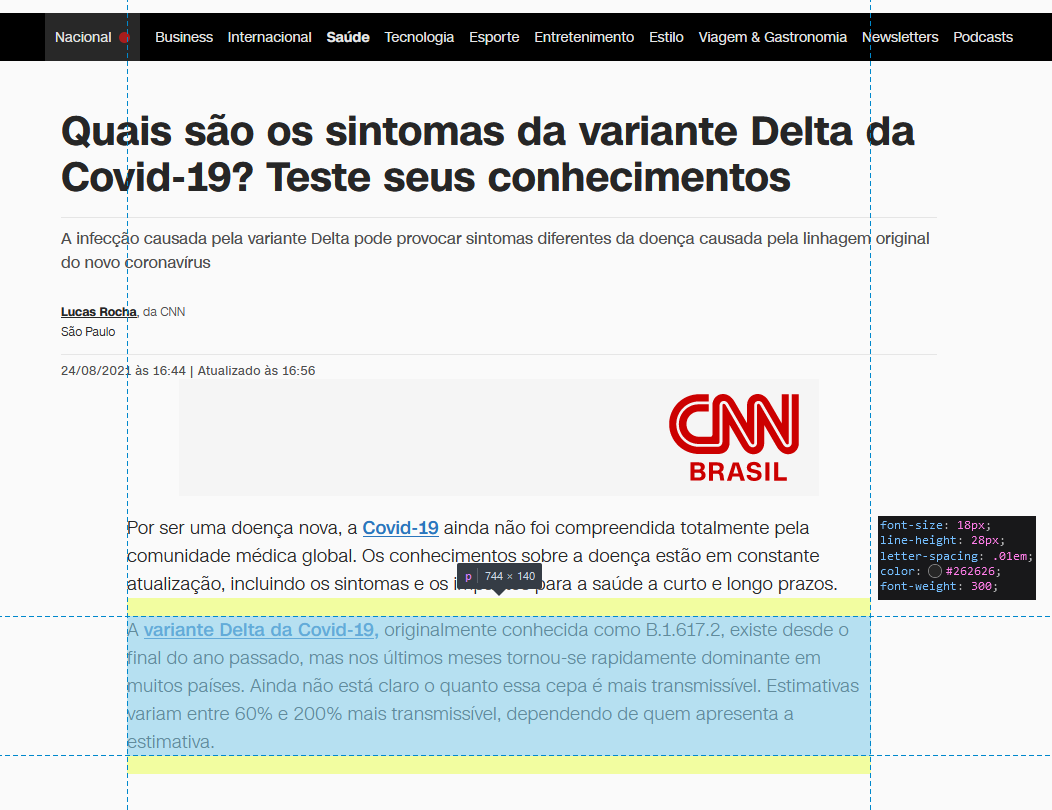 Nacional Business Internacional Saúde Tecnologia Esporte Entretenimento Estilo Viagem & Gastronomia Newsletters Podcasts
Quais são os sintomas da variante Delta da
Covid-19? Teste seus conhecimentos
A infecção causada pela variante Delta pode provocar sintomas diferentes da doença causada pela linhagem original
do novo coronavírus
Lucas Rocha, da CNN
São Paulo
24/08/2021 às 16:44 | Atualizado às 16:56
CNN
BRASIL
Por ser uma doença nova, a Covid-19 ainda não foi compreendida totalmente pela
comunidade médica global. Os conhecimentos sobre a doença estão em constante
atualização, incluindo os sintomas e os para a saúde a curto e longo prazos.
p 744 × 140
A variante Delta da Covid-19, originalmente conhecida como B.1.617.2, existe desde o
final do ano passado, mas nos últimos meses tornou-se rapidamente dominante em
muitos países. Ainda não está claro o quanto essa cepa é mais transmissível. Estimativas
variam entre 60% e 200% mais transmissível, dependendo de quem apresenta a
estimativa.
font-size: 18px;
line-height: 28px;
letter-spacing: .01em;
color: #262626;
font-weight: 300;